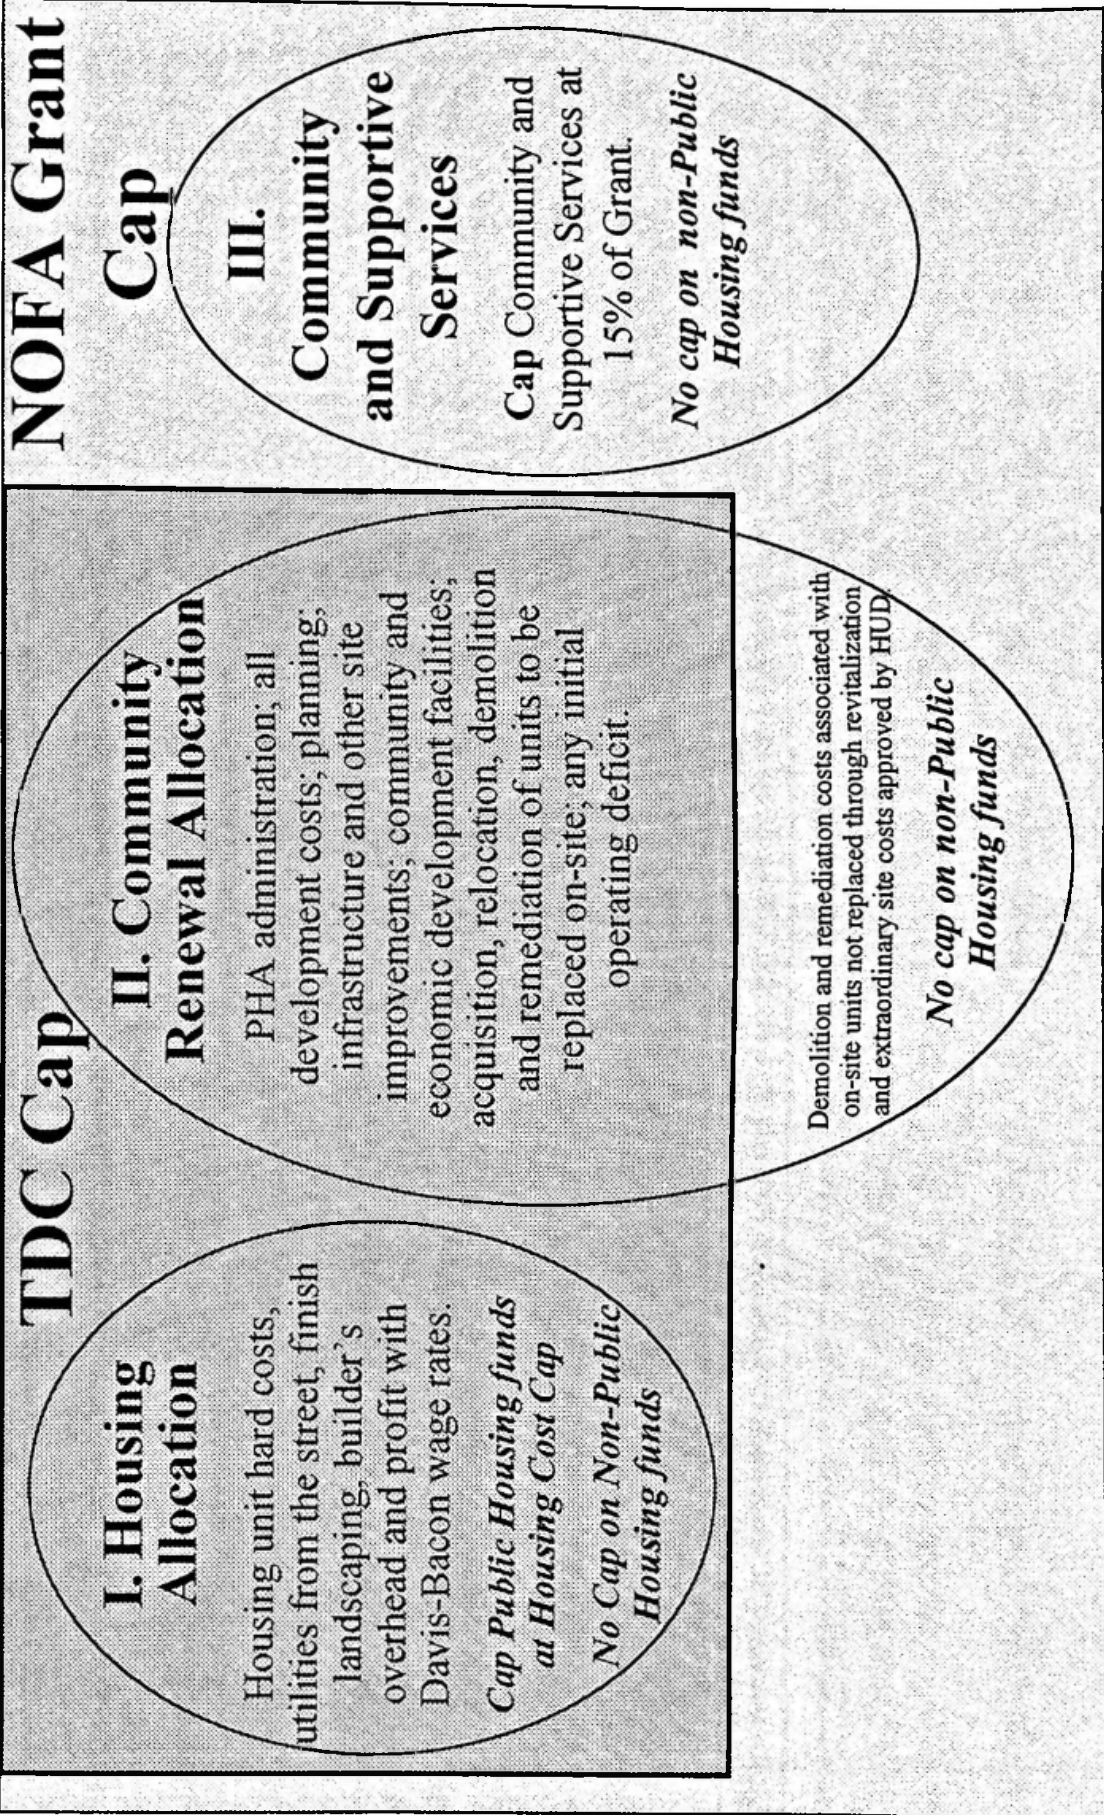 TDC Cap
NOFA Grant
Cap
I. Housing
Allocation
Housing unit hard costs,
utilities from the street, finish
landscaping, builder's
overhead and profit with
Davis-Bacon wage rates.
Cap Public Housing funds
at Housing Cost Cap
No Cap on Non-Public
Housing funds
II. Community
Renewal Allocation
PHA administration; all
development costs; planning;
infrastructure and other site
improvements; community and
economic development facilities;
acquisition, relocation, demolition
and remediation of units to be
replaced on-site; any initial
operating deficit.
Demolition and remediation costs associated with
on-site units not replaced through revitalization
and extraordinary site costs approved by HUD.
No cap on non-Public
Housing funds
III.
Community
and Supportive
Services
Cap Community and
Supportive Services at
15% of Grant.
No cap on non-Public
Housing funds